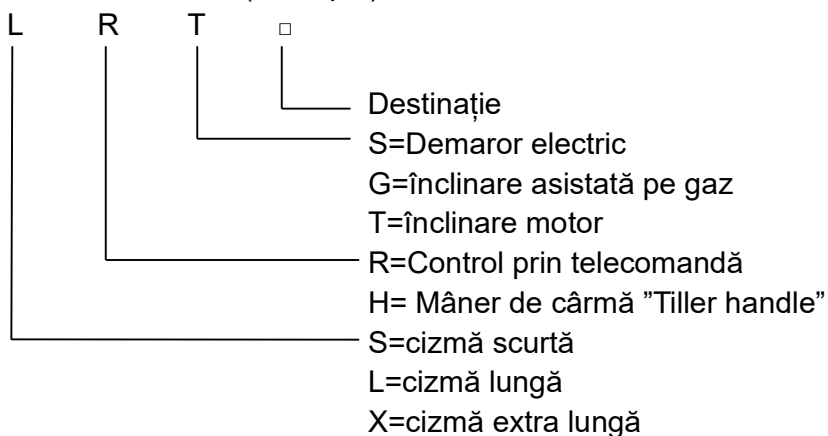 L R T □
Destinație
S=Demaror electric
G=înclinare asistată pe gaz
T=înclinare motor
R=Control prin telecomandă
H= Mâner de cârmă ”Tiller handle”
S=cizmă scurtă
L=cizmă lungă
X=cizmă extra lungă